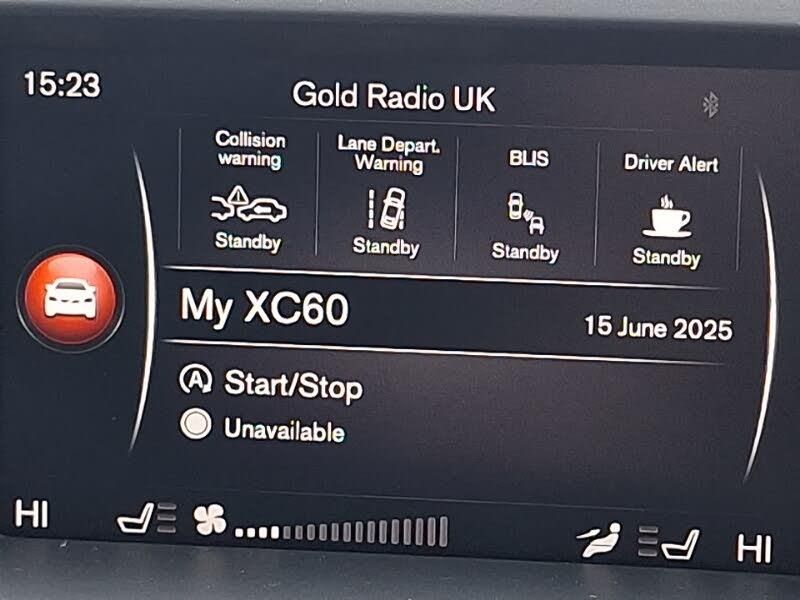 15:23
Gold Radio UK
Collision
warning
Standby
Lane Depart.
Warning
Standby
BLIS
Standby
Driver Alert
Standby
My XC60
15 June 2025
A Start/Stop
Unavailable
HI
HI